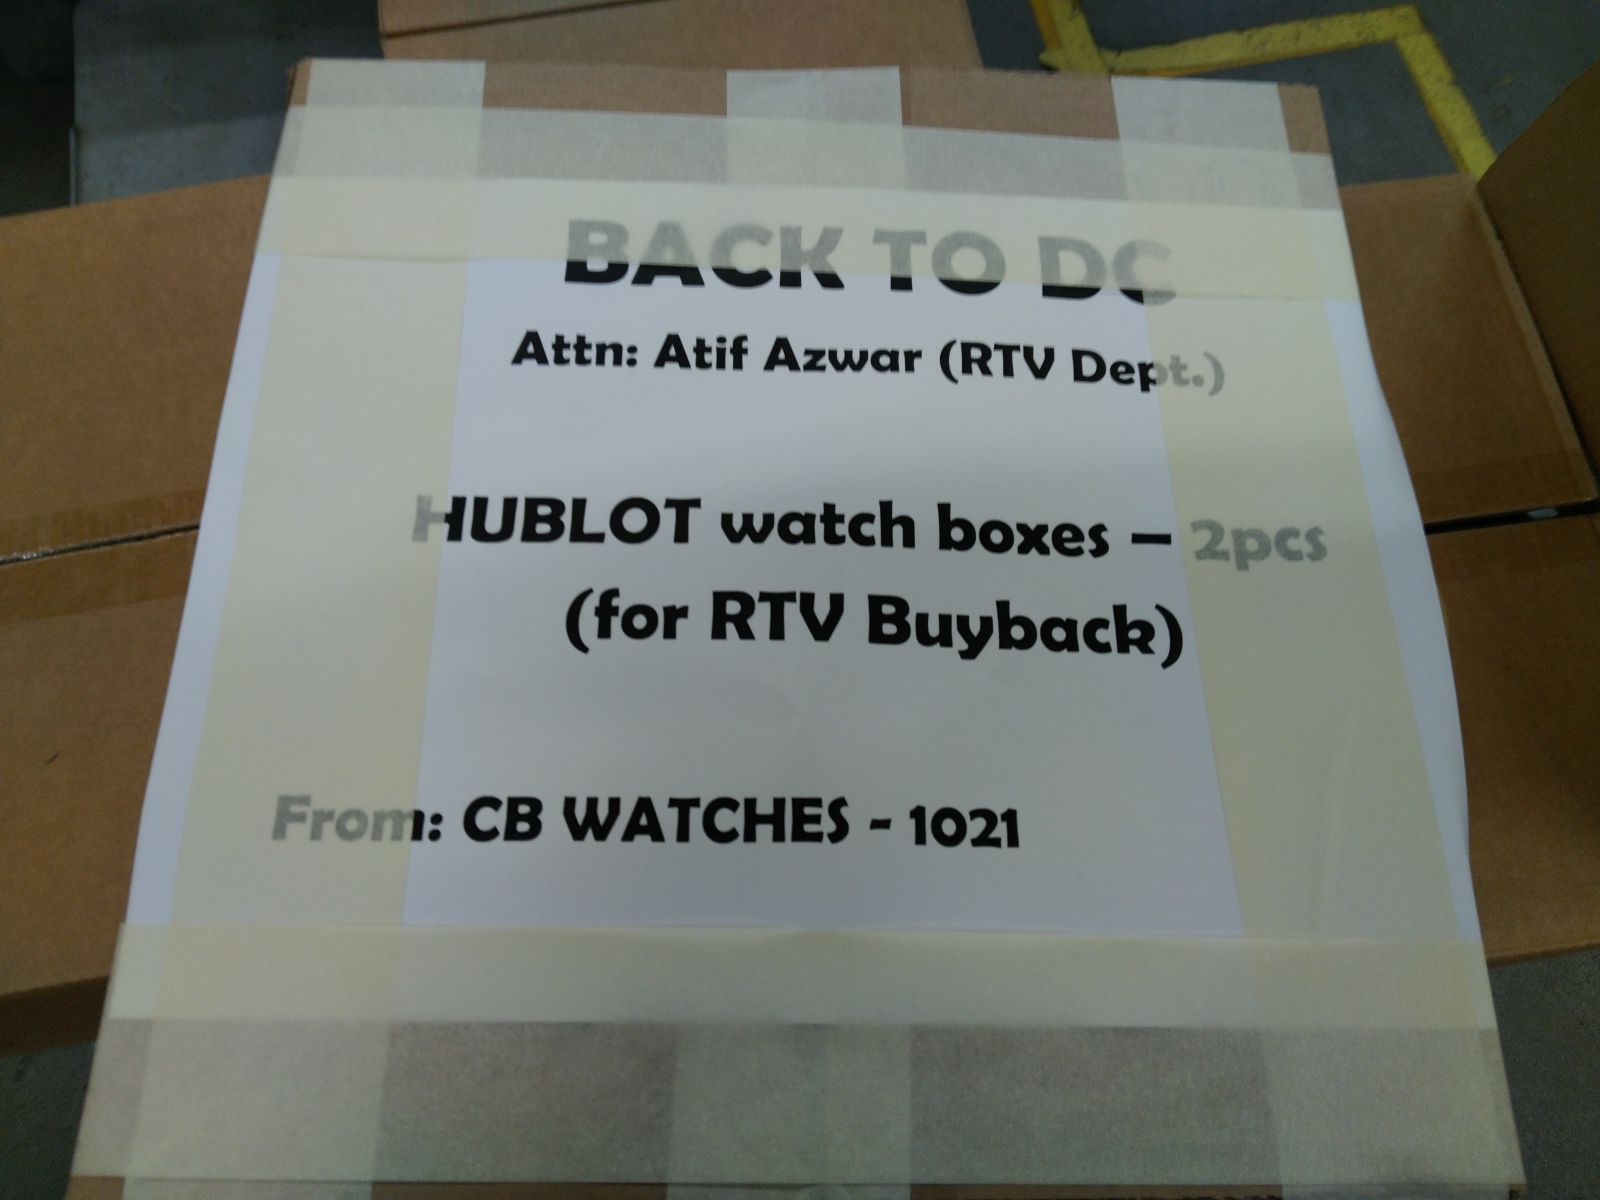 BACK TO DC
Attn: Atif Azwar (RTV Dept.)
HUBLOT watch boxes – 2pcs
(for RTV Buyback)
From: CB WATCHES - 1021